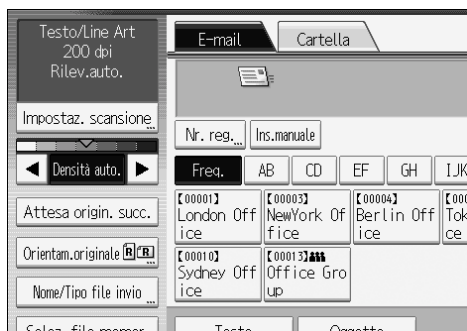 Testo/Line Art
200 dpi
Rilev.auto.
Impostaz. scansione
Densità auto.
Attesa origin. succ.
Orientam.originale
Nome/Tipo file invio
E-mail
Cartella
Nr. reg.
Ins.manuale
Freq.
AB
CD
EF
GH
IJK
【00001】
London Off
ice
【00003】
NewYork Of
fice
【00004】
Berlin Off
ice
【00010】
Sydney Off
ice
【00013】
Office Gro
up